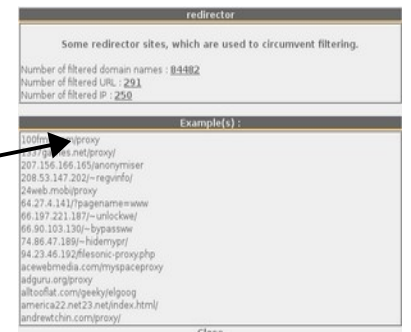 redirector
Some redirector sites, which are used to circumvent filtering.
Number of filtered domain names : 84482
Number of filtered URL : 291
Number of filtered IP : 250
Example(s) :
/proxy
1337games.net/proxy/
207.156.166.165/anonymiser
208.53.147.202/~regvinfo/
24web.mobi/proxy
64.27.4.141/?pagename=www
66.197.221.187/~unlockwe/
66.90.103.130/~bypassww
74.86.47.189/~hidemypr/
94.23.46.192/filesonic-proxy.php
acewebmedia.com/myspaceproxy
adguru.org/proxy
alltooflat.com/geeky/elgoog
america22.net23.net/index.html/
andrewtchin.com/proxy/
Close